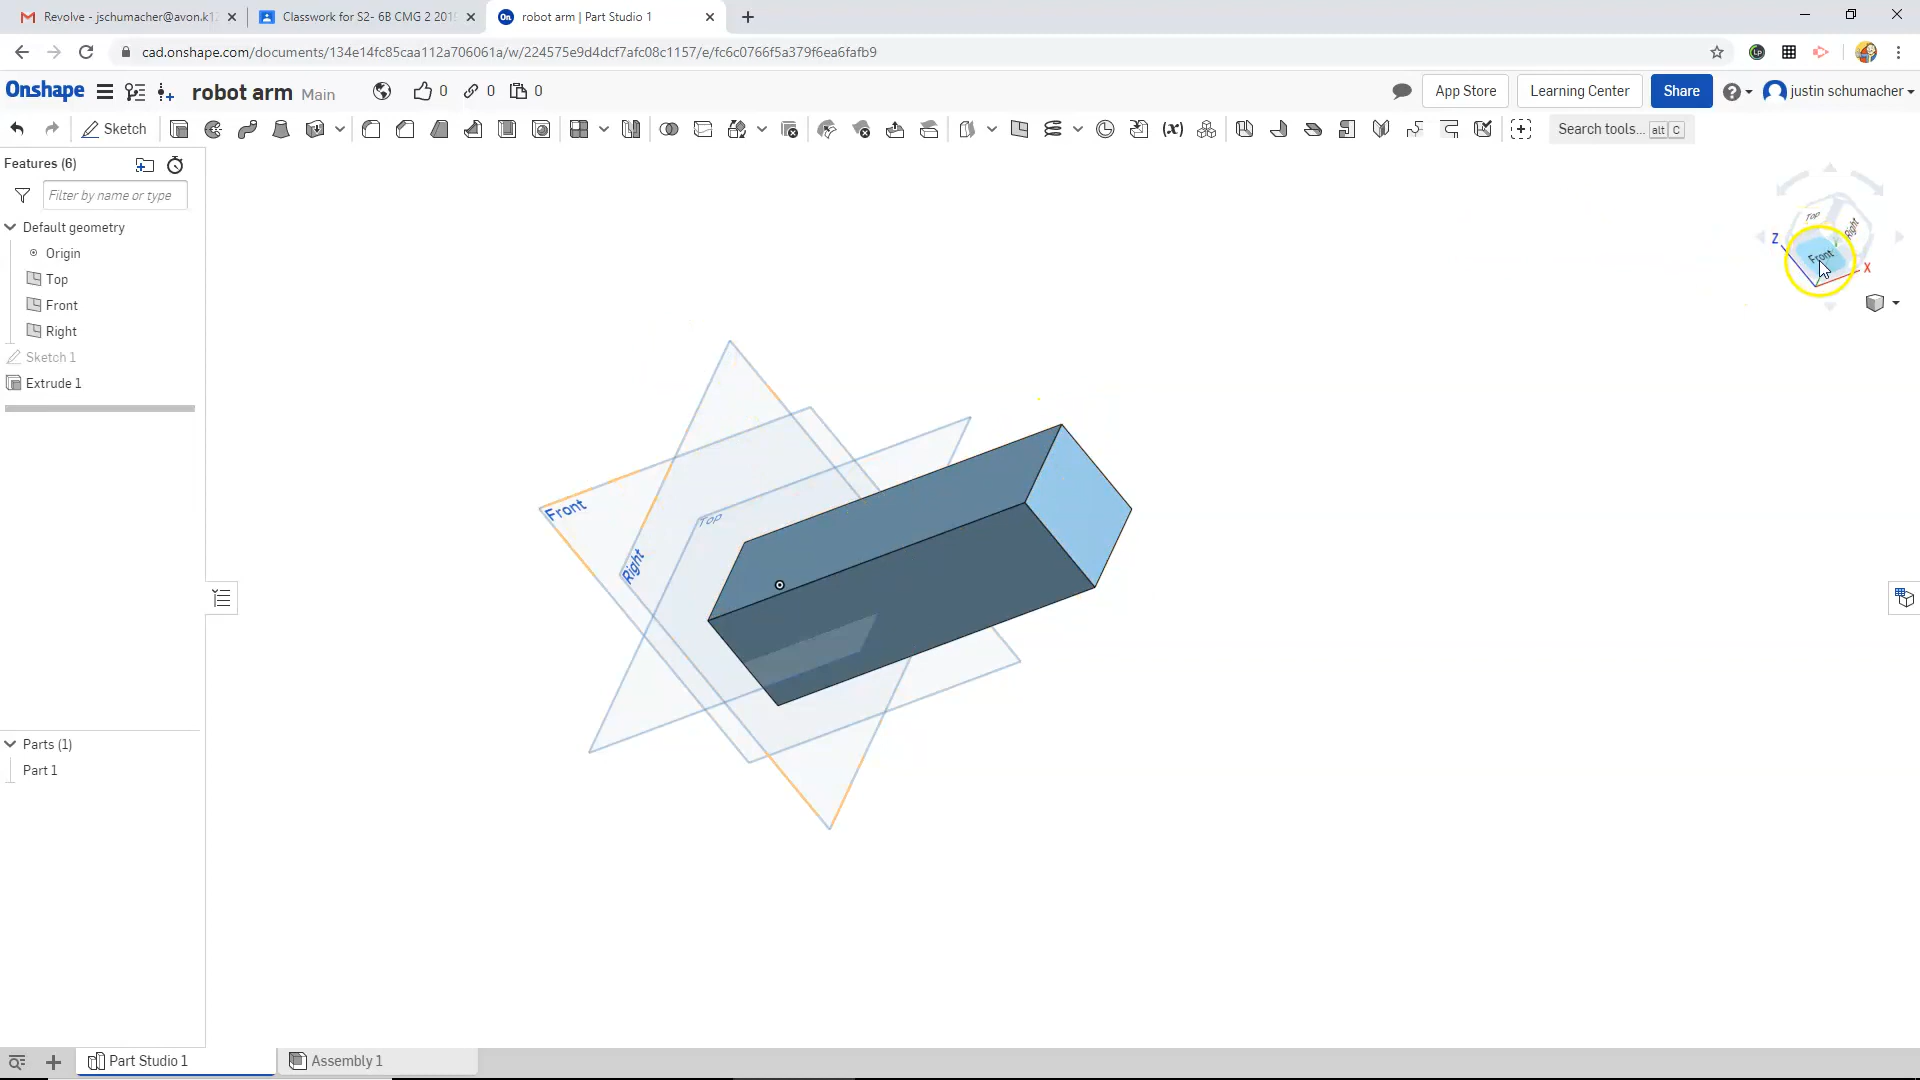 Revolve - jschumacher@avon.k1
Classwork for S2- 6B CMG 2 201
robot arm | Part Studio 1
cad.onshape.com/documents/134e14fc85caa112a706061a/w/224575e9d4dcf7afc08c1157/e/fc6c0766f5a379f6ea6fafb9
Onshape
robot arm Main
0
0
0
App Store
Learning Center
Share
justin schumacher
Sketch
(x)
Search tools... alt C
Features (6)
Filter by name or type
Default geometry
Origin
Top
Front
Right
Sketch 1
Extrude 1
Front
Right
Top
Top
Right
Front
Z
X
Parts (1)
Part 1
Part Studio 1
Assembly 1